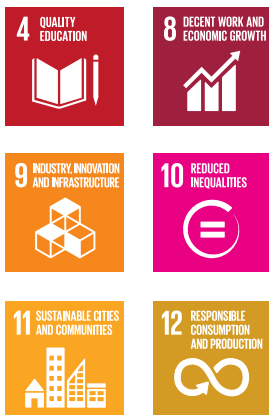 4 QUALITY
EDUCATION
8 DECENT WORK AND
ECONOMIC GROWTH
9 INDUSTRY, INNOVATION
AND INFRASTRUCTURE
10 REDUCED
INEQUALITIES
11 SUSTAINABLE CITIES
AND COMMUNITIES
12 RESPONSIBLE
CONSUMPTION
AND PRODUCTION